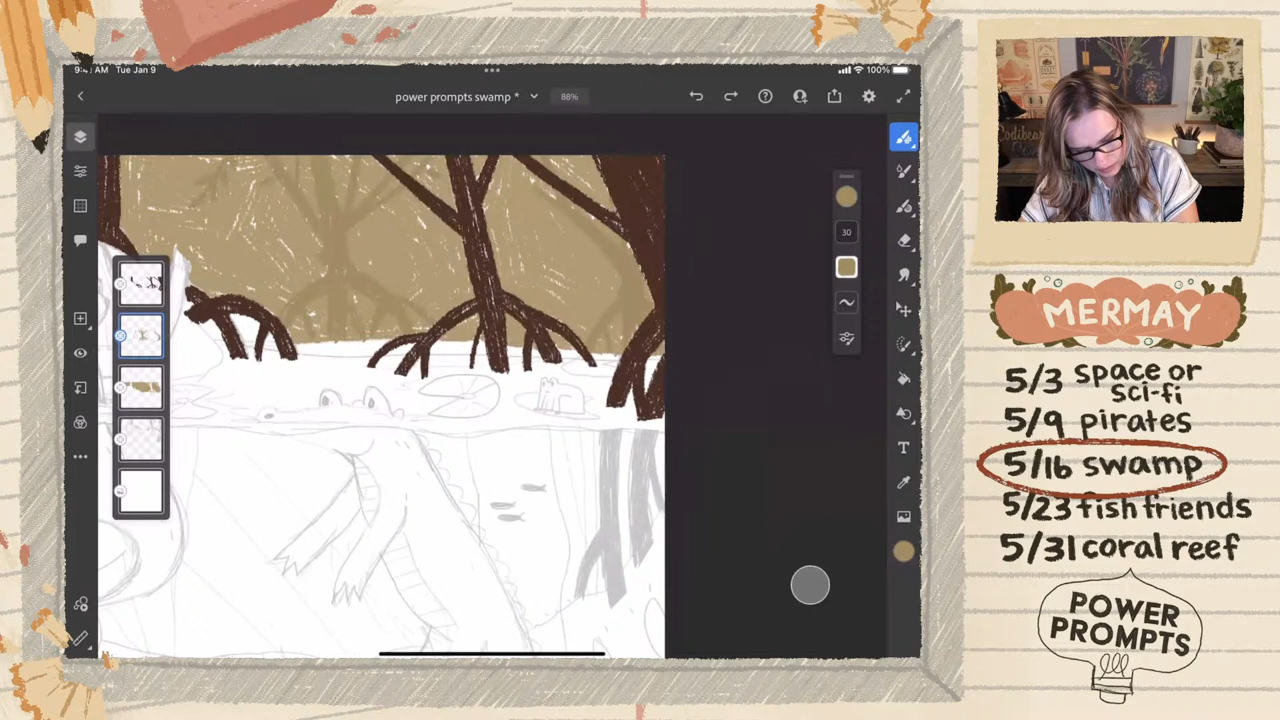 9:41 AM Tue Jan 9
100%
power prompts swamp *
88%
30
T
MERMAY
5/3 space or
sci-fi
5/9 pirates
5/16 swamp
5/23 fish friends
5/31 coral reef
POWER
PROMPTS